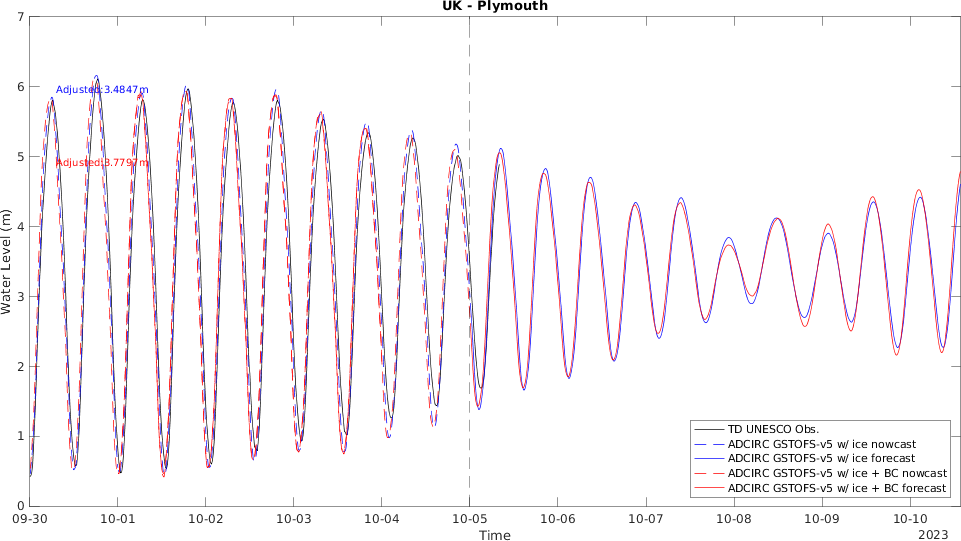 UK - Plymouth
7
6
5
4
3
2
1
0
Water Level (m)
Adjusted:3.4847m
Adjusted:3.7797m
TD UNESCO Obs.
ADCIRC GSTOFS-v5 w/ ice nowcast
ADCIRC GSTOFS-v5 w/ ice forecast
ADCIRC GSTOFS-v5 w/ ice + BC nowcast
ADCIRC GSTOFS-v5 w/ ice + BC forecast
09-30 10-01 10-02 10-03 10-04 10-05 10-06 10-07 10-08 10-09 10-10
Time
2023